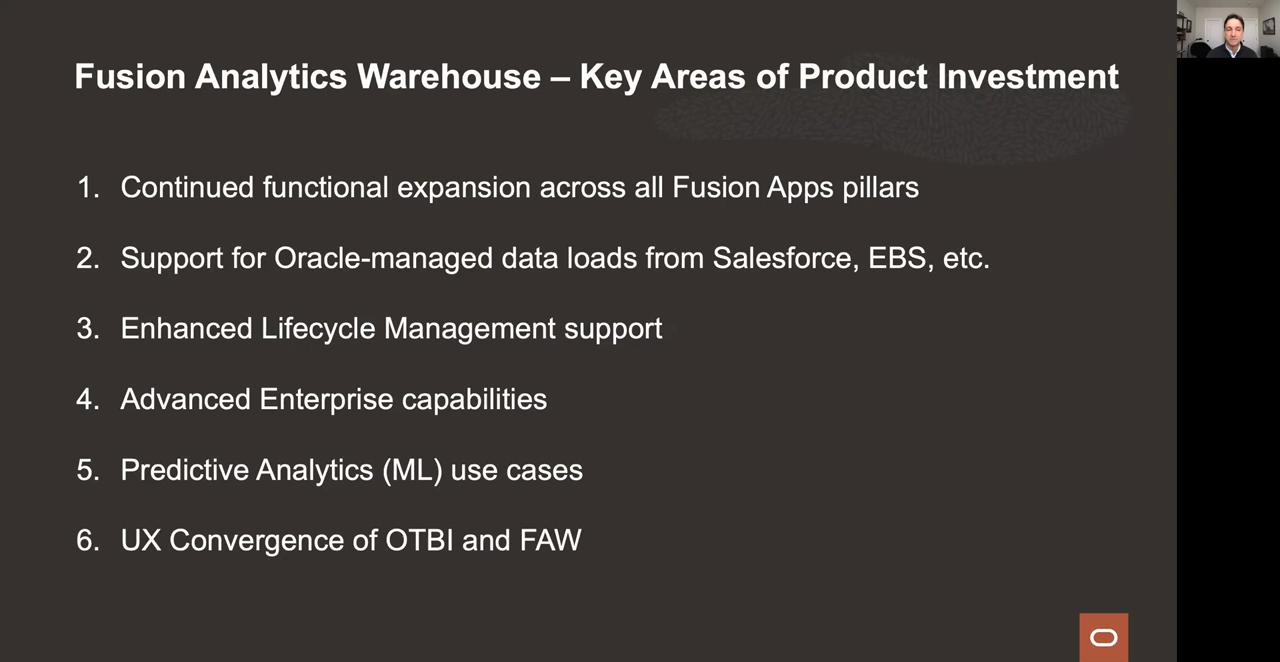 Fusion Analytics Warehouse – Key Areas of Product Investment
1. Continued functional expansion across all Fusion Apps pillars
2. Support for Oracle-managed data loads from Salesforce, EBS, etc.
3. Enhanced Lifecycle Management support
4. Advanced Enterprise capabilities
5. Predictive Analytics (ML) use cases
6. UX Convergence of OTBI and FAW